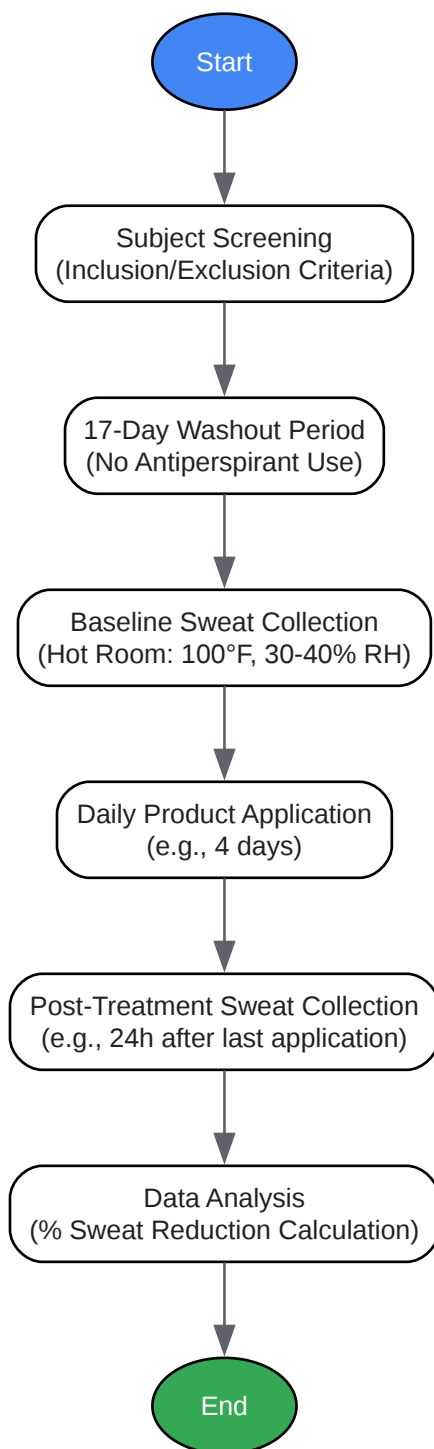 Start
Subject Screening
(Inclusion/Exclusion Criteria)
17-Day Washout Period
(No Antiperspirant Use)
Baseline Sweat Collection
(Hot Room: 100°F, 30-40% RH)
Daily Product Application
(e.g., 4 days)
Post-Treatment Sweat Collection
(e.g., 24h after last application)
Data Analysis
(% Sweat Reduction Calculation)
End